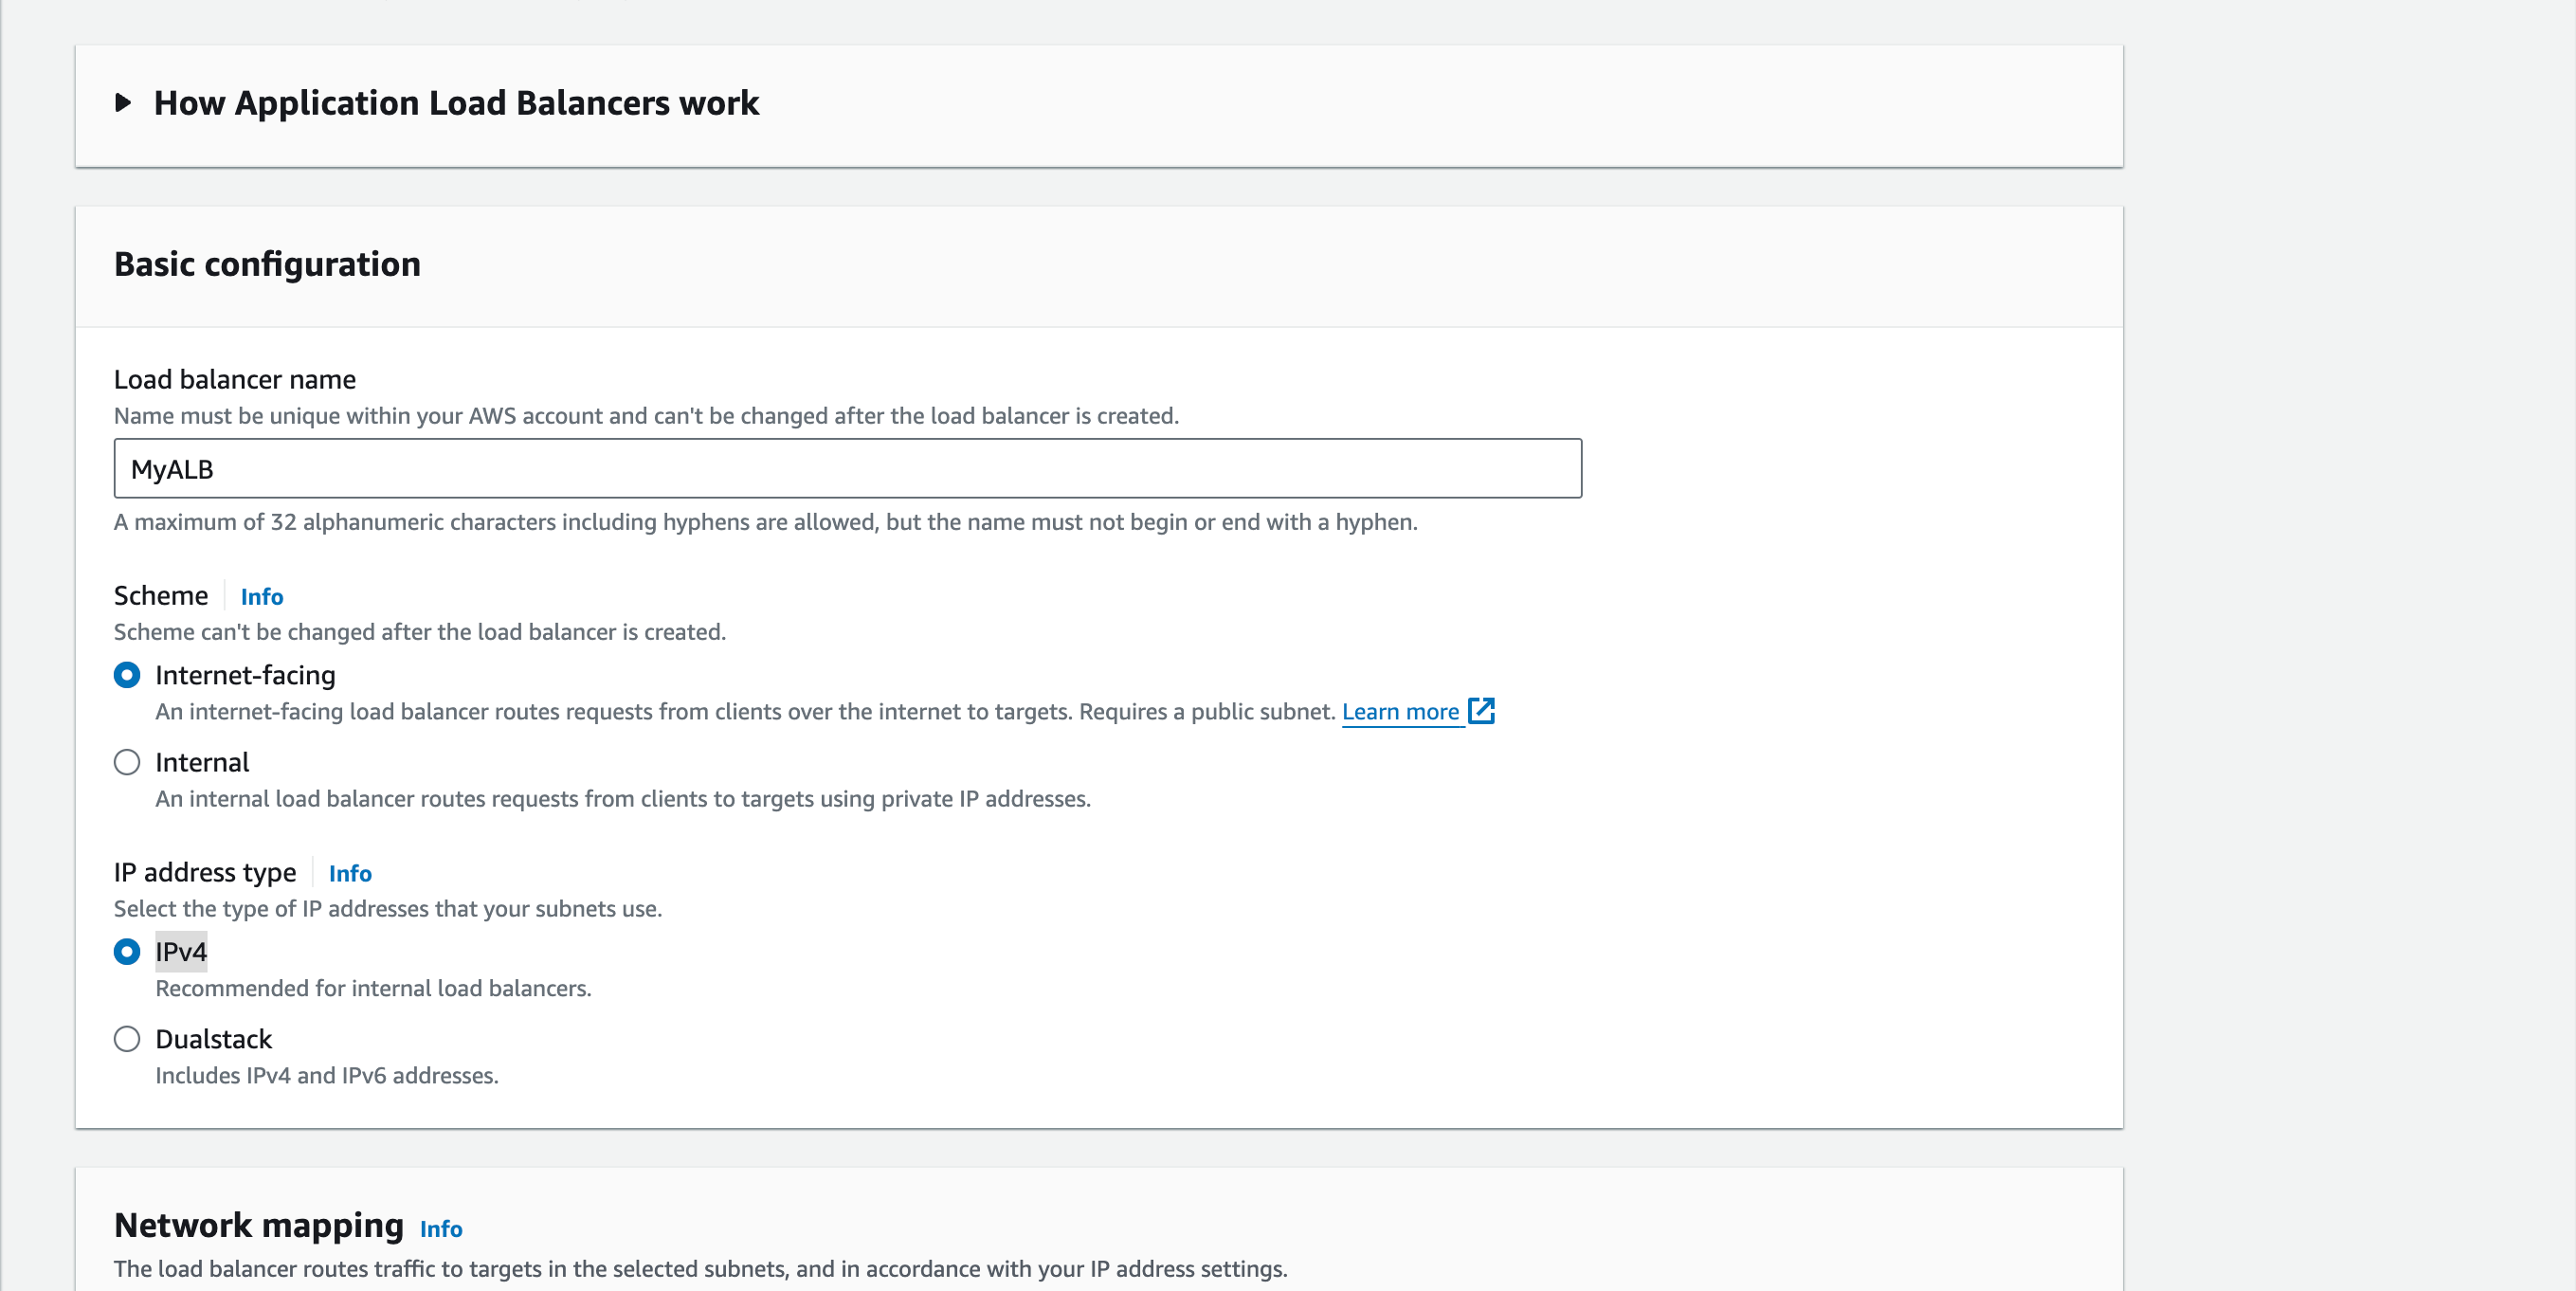 How Application Load Balancers work
Basic configuration
Load balancer name
Name must be unique within your AWS account and can't be changed after the load balancer is created.
MyALB
A maximum of 32 alphanumeric characters including hyphens are allowed, but the name must not begin or end with a hyphen.
Scheme Info
Scheme can't be changed after the load balancer is created.
Internet-facing
An internet-facing load balancer routes requests from clients over the internet to targets. Requires a public subnet. Learn more
Internal
An internal load balancer routes requests from clients to targets using private IP addresses.
IP address type Info
Select the type of IP addresses that your subnets use.
IPv4
Recommended for internal load balancers.
Dualstack
Includes IPv4 and IPv6 addresses.
Network mapping Info
The load balancer routes traffic to targets in the selected subnets, and in accordance with your IP address settings.